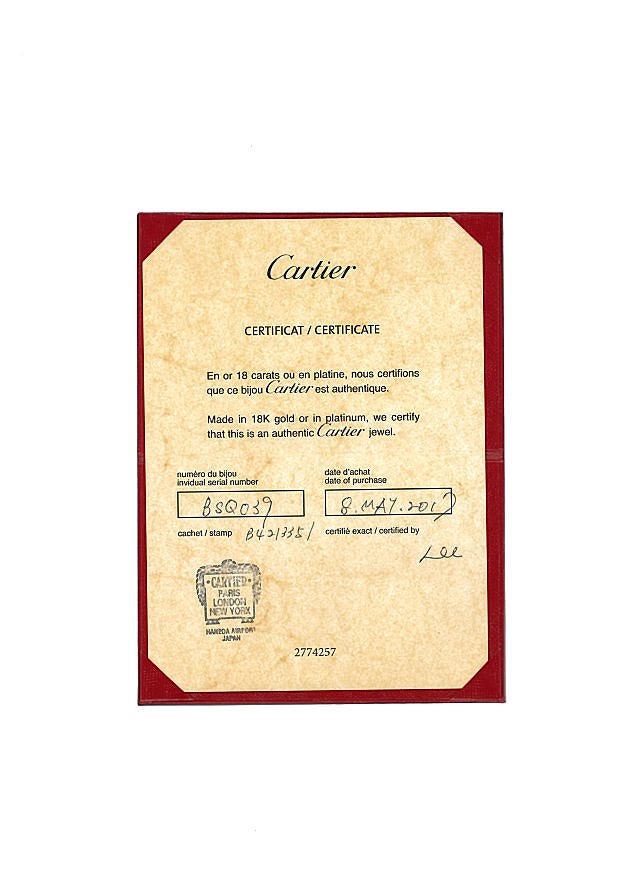 Cartier
CERTIFICAT / CERTIFICATE
En or 18 carats ou en platine, nous certifions
que ce bijou Cartier est authentique.
Made in 18K gold or in platinum, we certify
that this is an authentic Cartier jewel.
numéro du bijou
invidual serial number
BSQ039
date d'achat
date of purchase
8.MAY.2017
cachet / stamp B4213351
certifié exact / certified by
Lee
CARTIER
PARIS
LONDON
NEW YORK
HANEDA AIRPORT
JAPAN
2774257